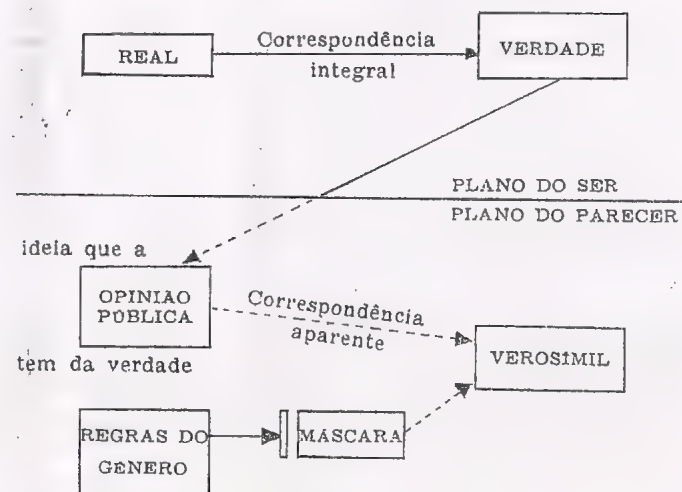 REAL
Correspondência
integral
VERDADE
PLANO DO SER
PLANO DO PARECER
ideia que a
OPINIAO
PÚBLICA
tem da verdade
Correspondência
aparente
VEROSÍMIL
REGRAS DO
GENERO
MÁSCARA